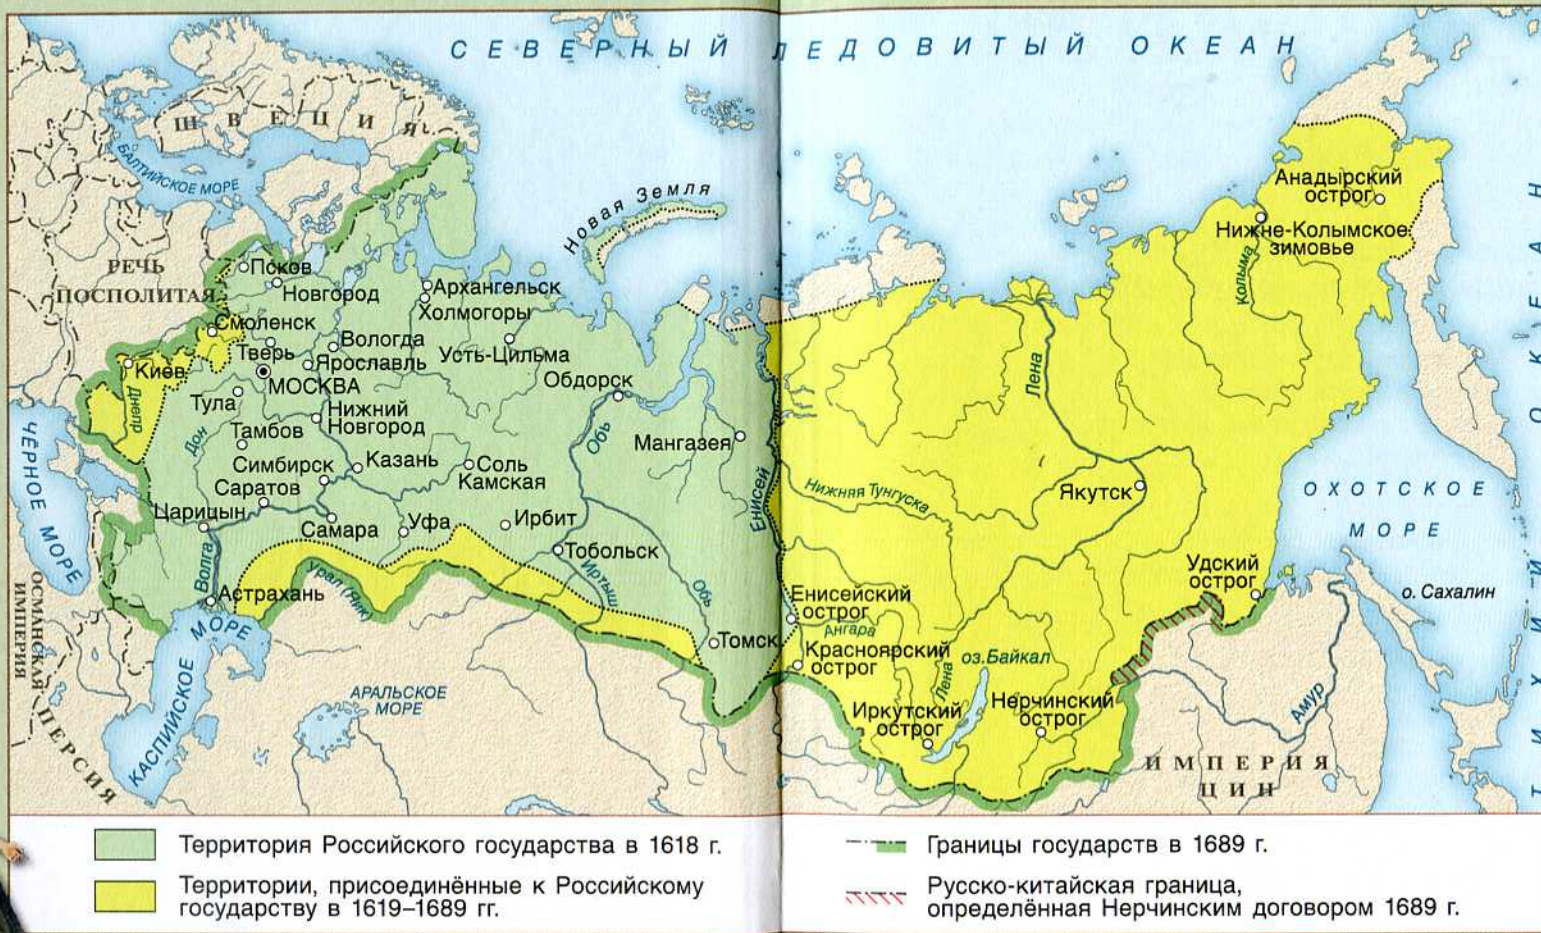 СЕВЕРНЫЙ ЛЕДОВИТЫЙ ОКЕАН
ШВЕЦИЯ
БАЛТИЙСКОЕ МОРЕ
Новая Земля
Анадырский
острог
Нижне-Колымское
зимовье
Колыма
РЕЧЬ
ПОСПОЛИТАЯ
Псков
Новгород
Архангельск
Холмогоры
Смоленск
Вологда
Тверь
Ярославль
Усть-Цильма
Киев
МОСКВА
Обдорск
Лена
Днепр
Тула
Нижний
Новгород
Дон
Тамбов
Обь
Мангазея
Симбирск
Казань
Соль
Камская
Саратов
Енисей
Нижняя Тунгуска
Якутск
ОХОТСКОЕ
МОРЕ
ТИХИЙ ОКЕАН
ЧЁРНОЕ МОРЕ
Царицын
Самара
Уфа
Ирбит
Тобольск
Волга
Астрахань
Урал (Яик)
Иртыш
Обь
Удский
острог
о. Сахалин
Енисейский
острог
Ангара
Томск
Красноярский
острог
Лена
оз.Байкал
ОСМАНСКАЯ
ИМПЕРИЯ
КАСПИЙСКОЕ МОРЕ
АРАЛЬСКОЕ
МОРЕ
Иркутский
острог
Нерчинский
острог
Амур
ПЕРСИЯ
ИМПЕРИЯ
ЦИН
Территория Российского государства в 1618 г.
Территории, присоединённые к Российскому
государству в 1619–1689 гг.
Границы государств в 1689 г.
Русско-китайская граница,
определённая Нерчинским договором 1689 г.